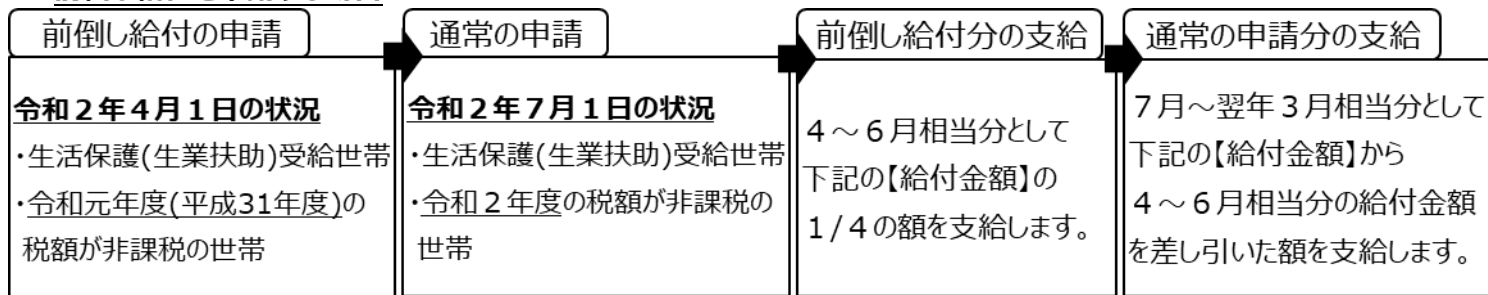 前倒し給付の申請
令和２年４月１日の状況
・生活保護(生業扶助)受給世帯
・令和元年度(平成31年度)の
税額が非課税の世帯
通常の申請
令和２年７月１日の状況
・生活保護(生業扶助)受給世帯
・令和２年度の税額が非課税の
世帯
前倒し給付分の支給
４～６月相当分として
下記の【給付金額】の
１/４の額を支給します。
通常の申請分の支給
７月～翌年３月相当分として
下記の【給付金額】から
４～６月相当分の給付金額
を差し引いた額を支給します。